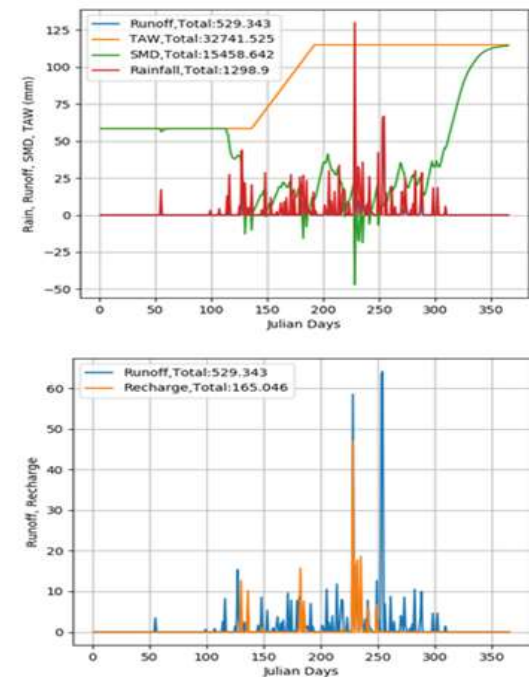 Runoff,Total:529.343
TAW,Total:32741.525
SMD,Total:15458.642
Rainfall,Total:1298.9
Rain, Runoff, SMD, TAW (mm)
125
100
75
50
25
0
−25
−50
0 50 100 150 200 250 300 350
Julian Days
Runoff,Total:529.343
Recharge,Total:165.046
Runoff, Recharge
60
50
40
30
20
10
0
0 50 100 150 200 250 300 350
Julian Days